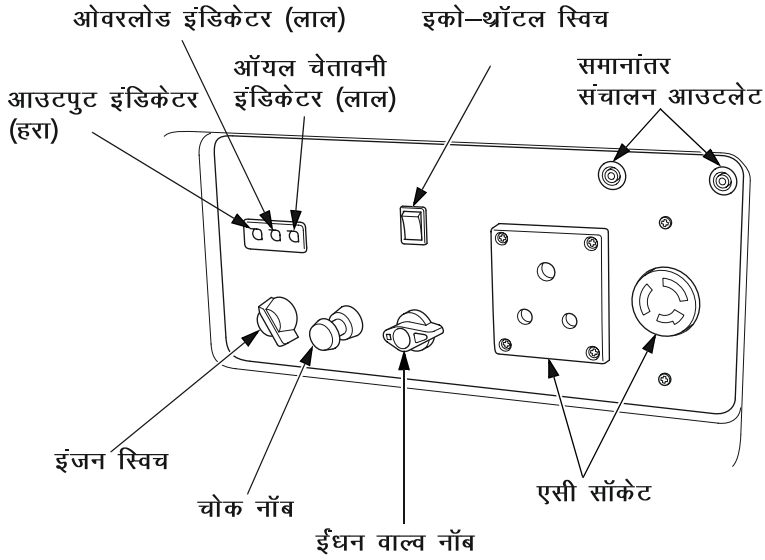 ओवरलोड इंडिकेटर (लाल)
इको–थ्रॉटल स्विच
ऑयल चेतावनी
इंडिकेटर (लाल)
समानांतर
संचालन आउटलेट
आउटपुट इंडिकेटर
(हरा)
इंजन स्विच
चोक नॉब
ईंधन वाल्व नॉब
एसी सॉकेट